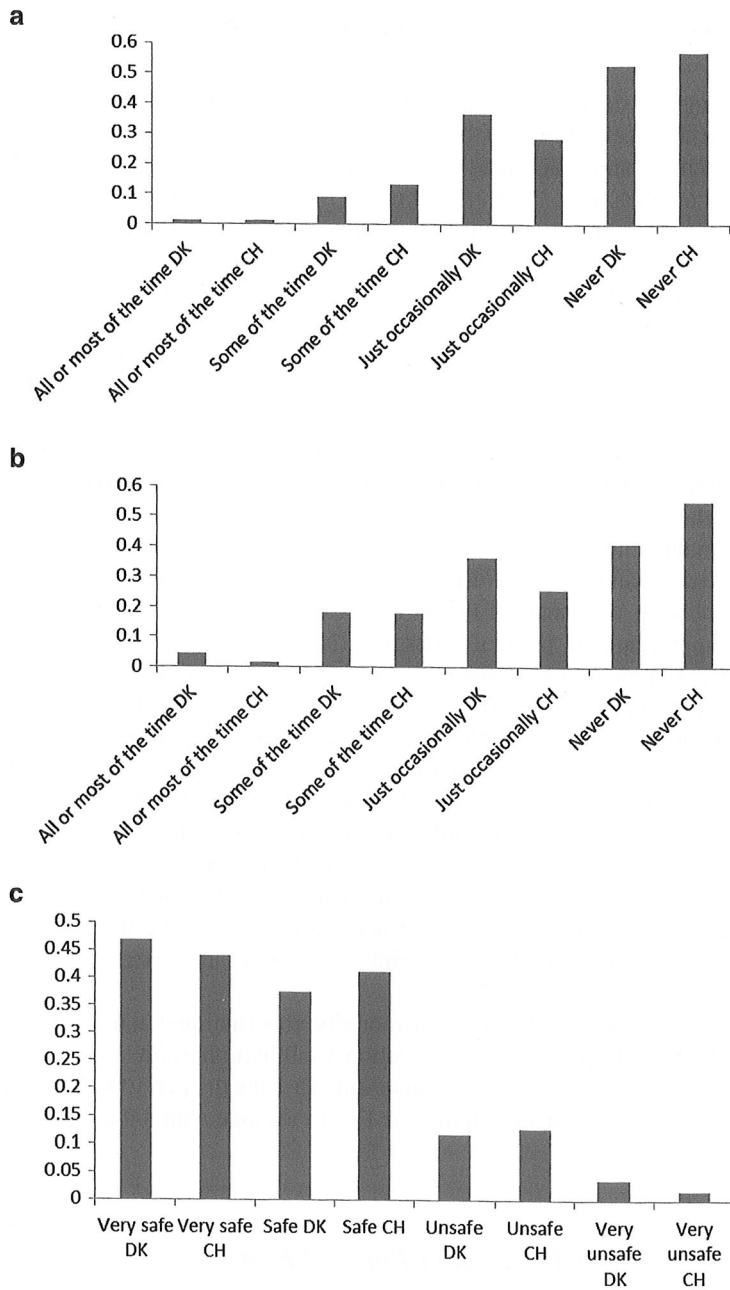 a
0.6
0.5
0.4
0.3
0.2
0.1
0
All or most of the time DK
All or most of the time CH
Some of the time DK
Some of the time CH
Just occasionally DK
Just occasionally CH
Never DK
Never CH
b
0.6
0.5
0.4
0.3
0.2
0.1
0
All or most of the time DK
All or most of the time CH
Some of the time DK
Some of the time CH
Just occasionally DK
Just occasionally CH
Never DK
Never CH
c
0.5
0.45
0.4
0.35
0.3
0.25
0.2
0.15
0.1
0.05
0
Very safe DK
Very safe CH
Safe DK
Safe CH
Unsafe DK
Unsafe CH
Very unsafe DK
Very unsafe CH